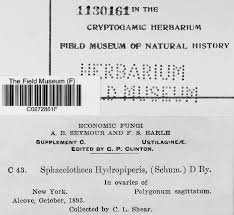 1130161 IN THE
CRYPTOGAMIC HERBARIUM
FIELD MUSEUM OF NATURAL HISTORY
HERBARIUM
D MUSEUM
The Field Museum (F)
C0272851F
ECONOMIC FUNGI
A. B. SEYMOUR AND F. S. EARLE
SUPPLEMENT C. USTILAGINEÆ.
EDITED BY G. P. CLINTON.
C 43. Sphacelotheca Hydropiperis, (Schum.) D By.
In ovaries of
New York. Polygonum sagittatum.
Alcove, October, 1893.
Collected by C. L. Shear.